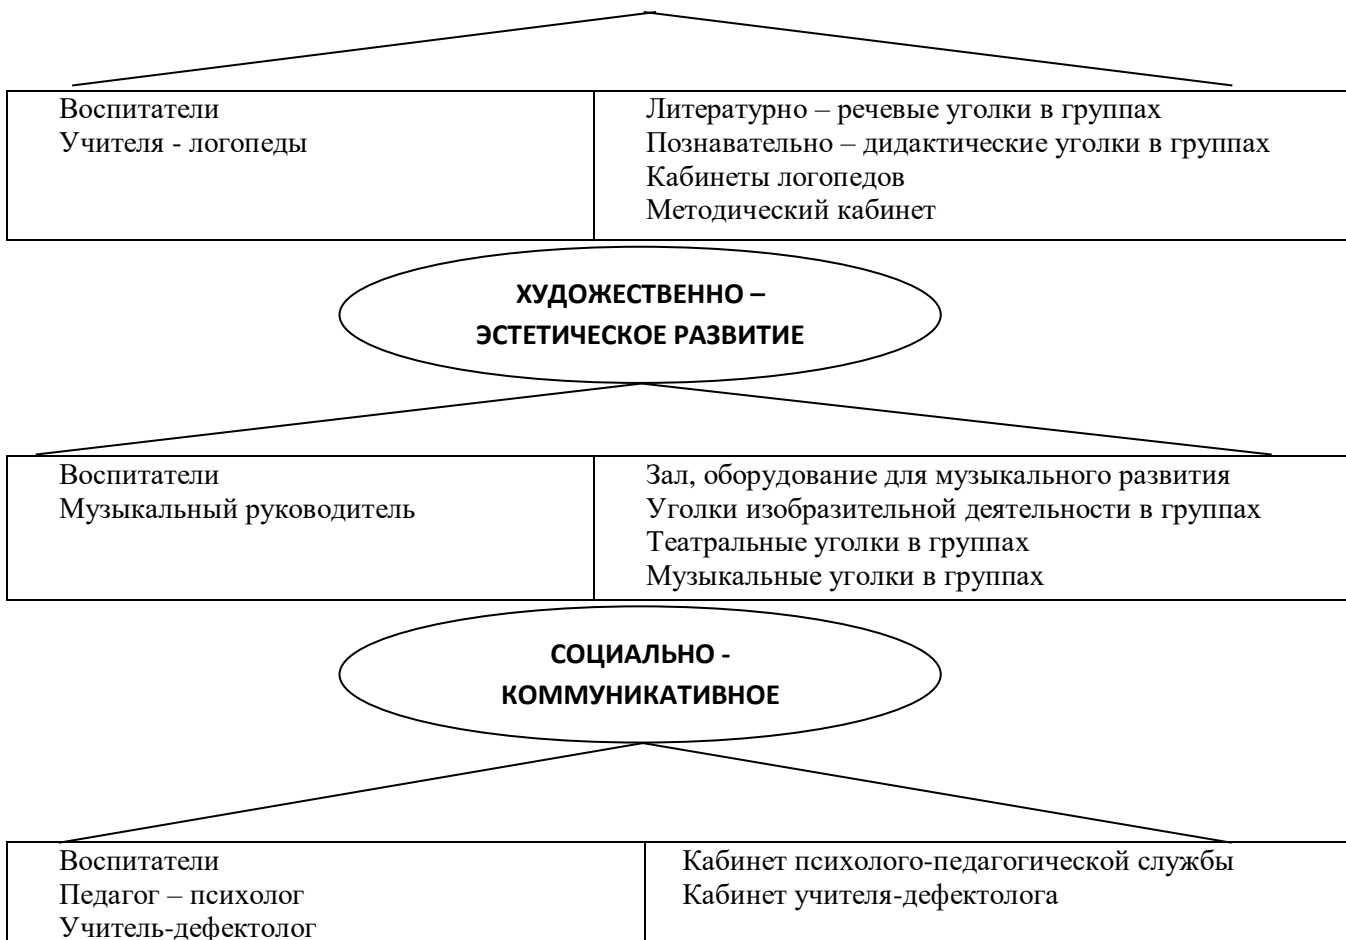 Воспитатели
Учителя - логопеды
Литературно – речевые уголки в группах
Познавательно – дидактические уголки в группах
Кабинеты логопедов
Методический кабинет
ХУДОЖЕСТВЕННО –
ЭСТЕТИЧЕСКОЕ РАЗВИТИЕ
Воспитатели
Музыкальный руководитель
Зал, оборудование для музыкального развития
Уголки изобразительной деятельности в группах
Театральные уголки в группах
Музыкальные уголки в группах
СОЦИАЛЬНО -
КОММУНИКАТИВНОЕ
Воспитатели
Педагог – психолог
Учитель-дефектолог
Кабинет психолого-педагогической службы
Кабинет учителя-дефектолога